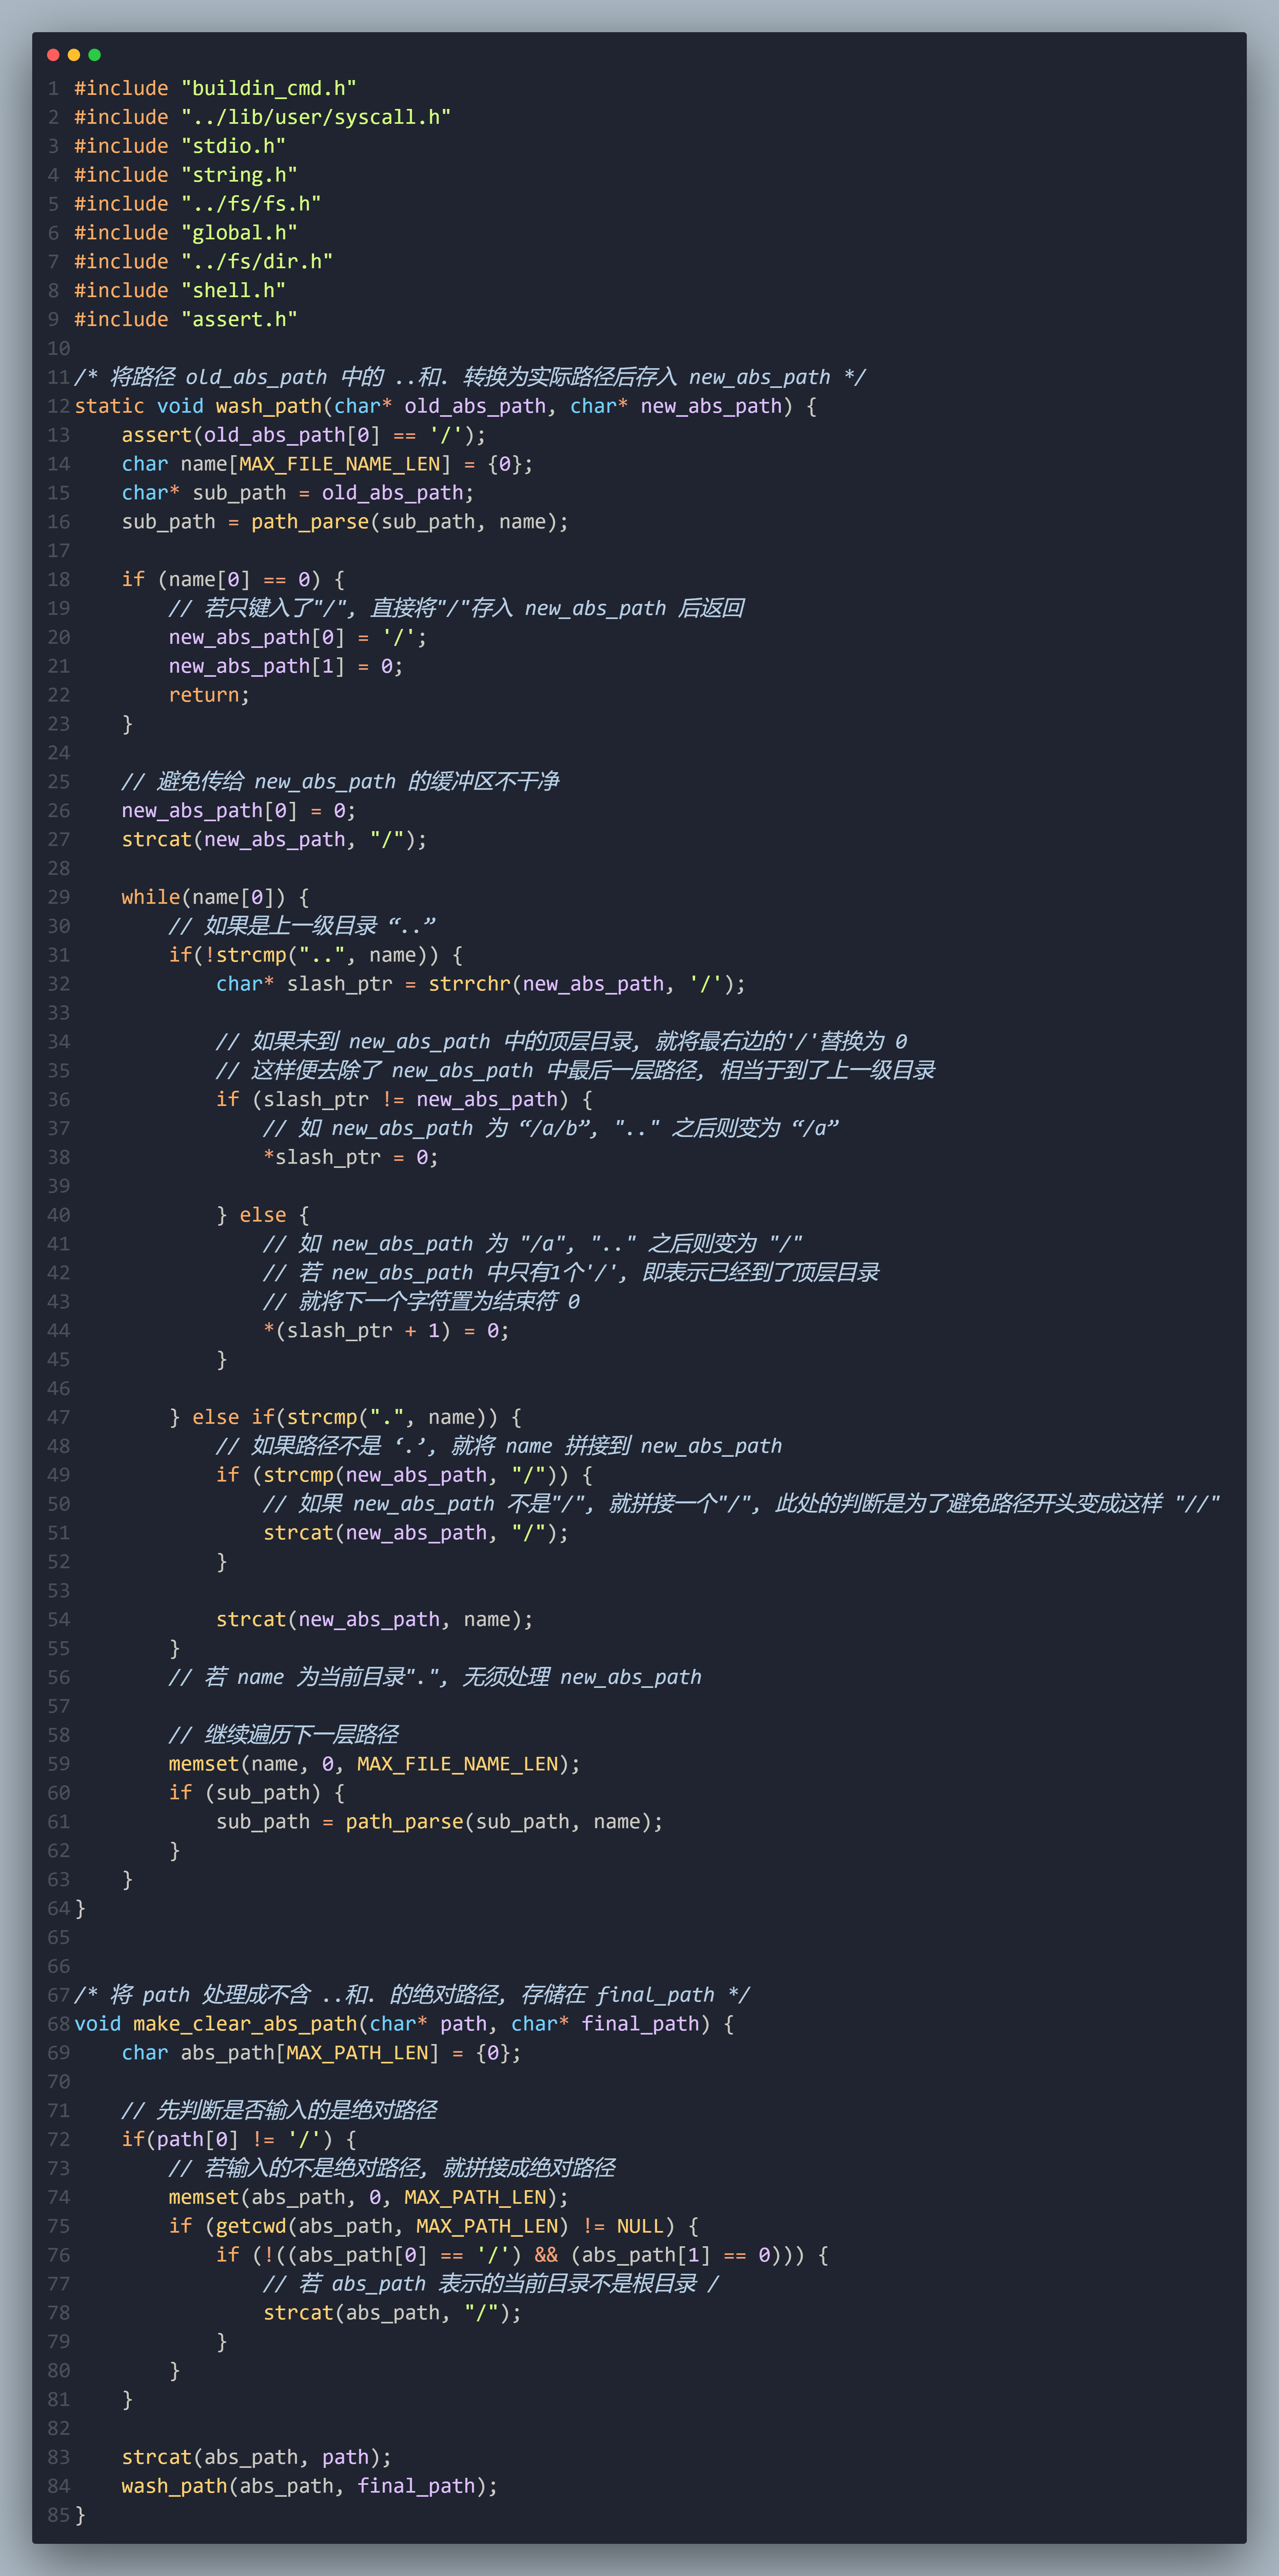 1 #include "buildin_cmd.h"
2 #include "../lib/user/syscall.h"
3 #include "stdio.h"
4 #include "string.h"
5 #include "../fs/fs.h"
6 #include "global.h"
7 #include "../fs/dir.h"
8 #include "shell.h"
9 #include "assert.h"
10
11 /* 将路径 old_abs_path 中的 ..和. 转换为实际路径后存入 new_abs_path */
12 static void wash_path(char* old_abs_path, char* new_abs_path) {
13     assert(old_abs_path[0] == '/');
14     char name[MAX_FILE_NAME_LEN] = {0};
15     char* sub_path = old_abs_path;
16     sub_path = path_parse(sub_path, name);
17
18     if (name[0] == 0) {
19         // 若只键入了"/", 直接将"/"存入 new_abs_path 后返回
20         new_abs_path[0] = '/';
21         new_abs_path[1] = 0;
22         return;
23     }
24
25     // 避免传给 new_abs_path 的缓冲区不干净
26     new_abs_path[0] = 0;
27     strcat(new_abs_path, "/");
28
29     while(name[0]) {
30         // 如果是上一级目录 “..”
31         if(!strcmp("..", name)) {
32             char* slash_ptr = strrchr(new_abs_path, '/');
33
34             // 如果未到 new_abs_path 中的顶层目录, 就将最右边的'/'替换为 0
35             // 这样便去除了 new_abs_path 中最后一层路径, 相当于到了上一级目录
36             if (slash_ptr != new_abs_path) {
37                 // 如 new_abs_path 为 “/a/b”, ".." 之后则变为 “/a”
38                 *slash_ptr = 0;
39
40             } else {
41                 // 如 new_abs_path 为 "/a", ".." 之后则变为 "/"
42                 // 若 new_abs_path 中只有1个'/', 即表示已经到了顶层目录
43                 // 就将下一个字符置为结束符 0
44                 *(slash_ptr + 1) = 0;
45             }
46
47         } else if(strcmp(".", name)) {
48             // 如果路径不是 ‘.’, 就将 name 拼接到 new_abs_path
49             if (strcmp(new_abs_path, "/")) {
50                 // 如果 new_abs_path 不是"/", 就拼接一个"/", 此处的判断是为了避免路径开头变成这样 "//"
51                 strcat(new_abs_path, "/");
52             }
53
54             strcat(new_abs_path, name);
55         }
56         // 若 name 为当前目录".", 无须处理 new_abs_path
57
58         // 继续遍历下一层路径
59         memset(name, 0, MAX_FILE_NAME_LEN);
60         if (sub_path) {
61             sub_path = path_parse(sub_path, name);
62         }
63     }
64 }
65
66
67 /* 将 path 处理成不含 ..和. 的绝对路径, 存储在 final_path */
68 void make_clear_abs_path(char* path, char* final_path) {
69     char abs_path[MAX_PATH_LEN] = {0};
70
71     // 先判断是否输入的是绝对路径
72     if(path[0] != '/') {
73         // 若输入的不是绝对路径, 就拼接成绝对路径
74         memset(abs_path, 0, MAX_PATH_LEN);
75         if (getcwd(abs_path, MAX_PATH_LEN) != NULL) {
76             if (!((abs_path[0] == '/') && (abs_path[1] == 0))) {
77                 // 若 abs_path 表示的当前目录不是根目录 /
78                 strcat(abs_path, "/");
79             }
80         }
81     }
82
83     strcat(abs_path, path);
84     wash_path(abs_path, final_path);
85 }